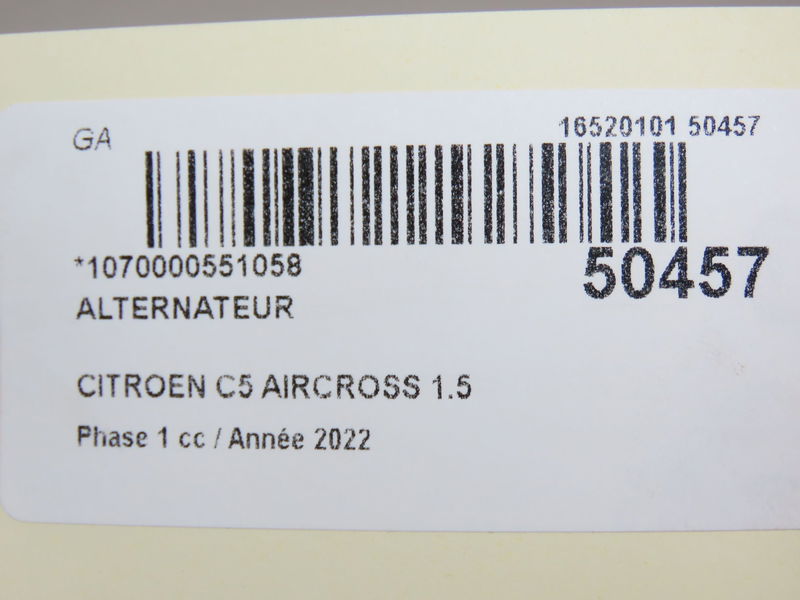 GA
16520101 50457
*1070000551058
50457
ALTERNATEUR
CITROEN C5 AIRCROSS 1.5
Phase 1 cc / Année 2022